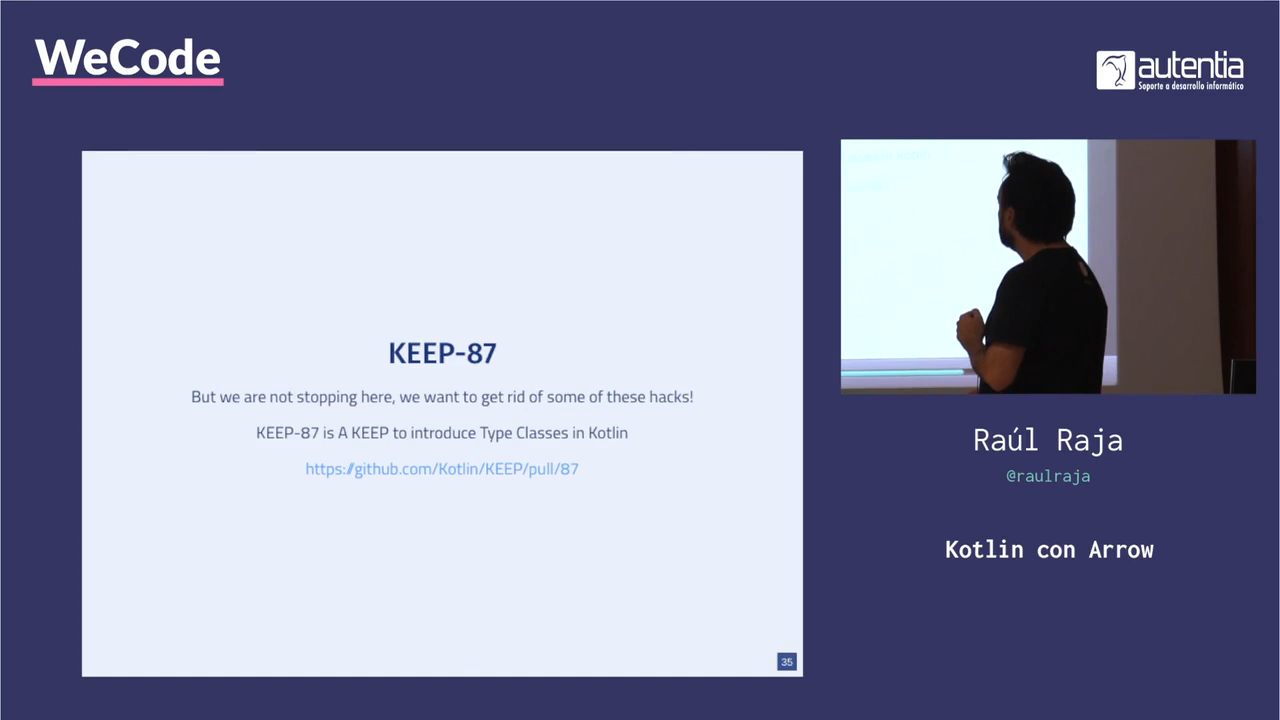 WeCode
autentia
Soporte a desarrollo informático
KEEP-87
But we are not stopping here, we want to get rid of some of these hacks!
KEEP-87 is A KEEP to introduce Type Classes in Kotlin
https://github.com/Kotlin/KEEP/pull/87
35
Raúl Raja
@raulraja
Kotlin con Arrow